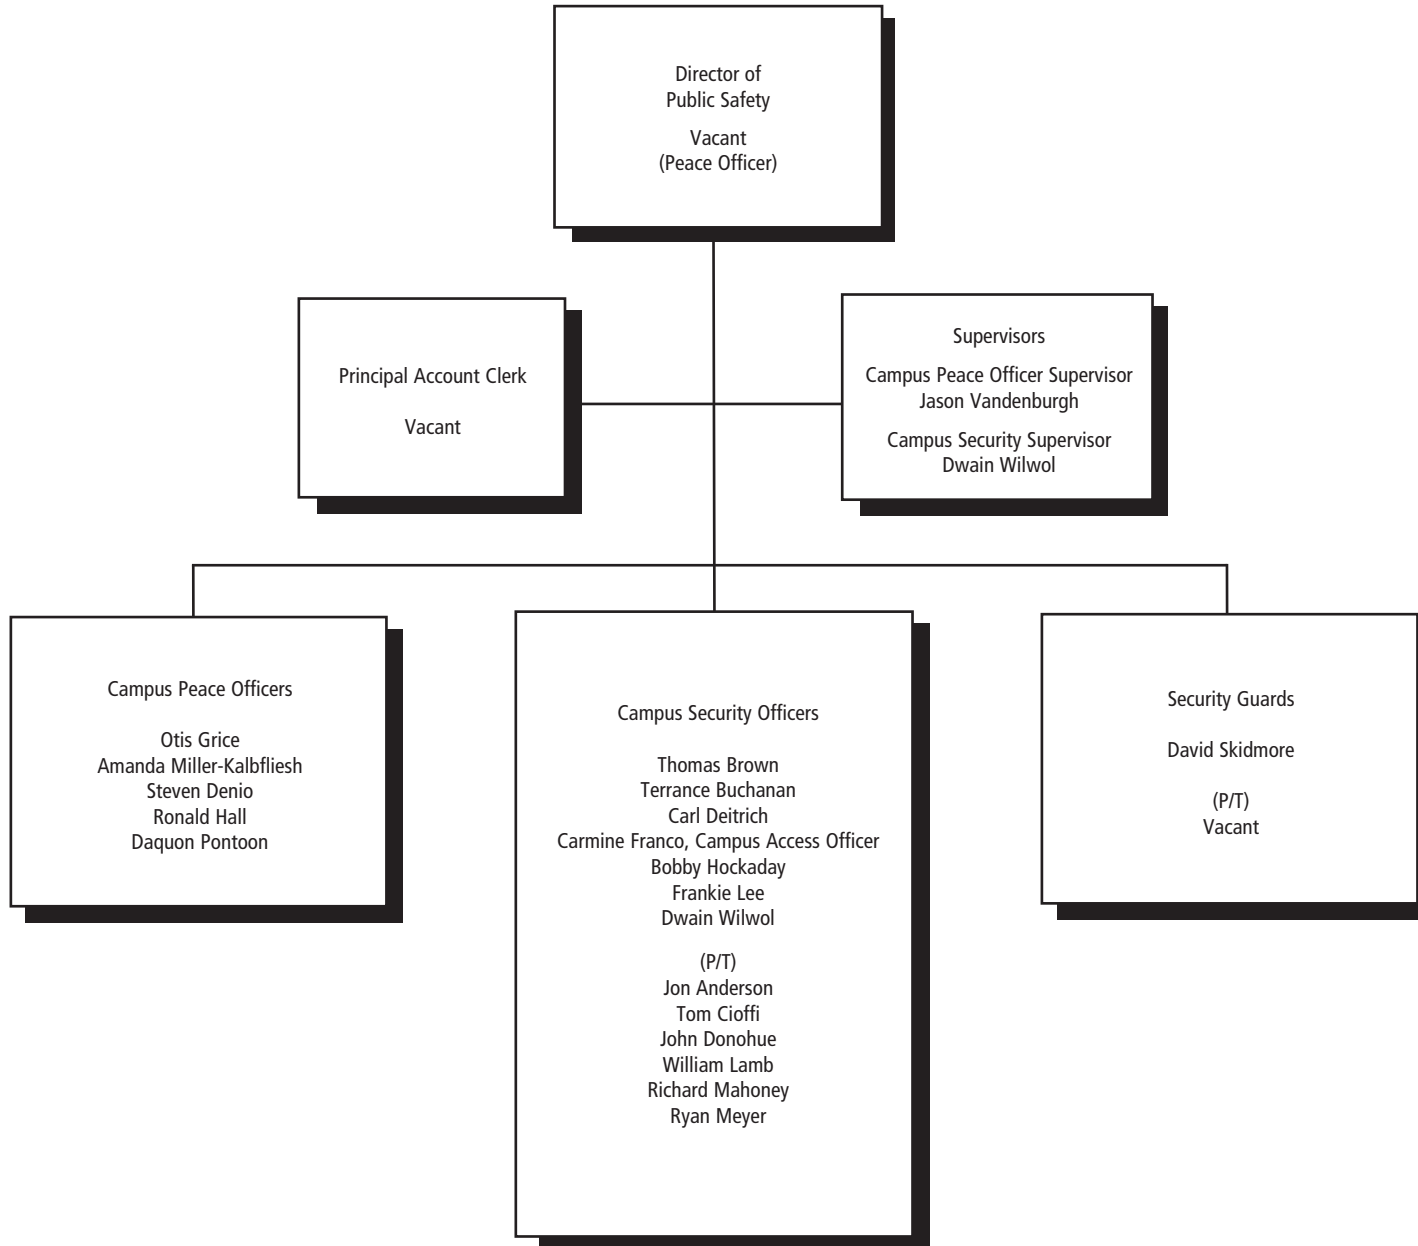 Director of
Public Safety
Vacant
(Peace Officer)
Principal Account Clerk
Vacant
Supervisors
Campus Peace Officer Supervisor
Jason Vandenburgh
Campus Security Supervisor
Dwain Wilwol
Campus Peace Officers
Otis Grice
Amanda Miller-Kalbfliesh
Steven Denio
Ronald Hall
Daquon Pontoon
Campus Security Officers
Thomas Brown
Terrance Buchanan
Carl Deitrich
Carmine Franco, Campus Access Officer
Bobby Hockaday
Frankie Lee
Dwain Wilwol
(P/T)
Jon Anderson
Tom Cioffi
John Donohue
William Lamb
Richard Mahoney
Ryan Meyer
Security Guards
David Skidmore
(P/T)
Vacant